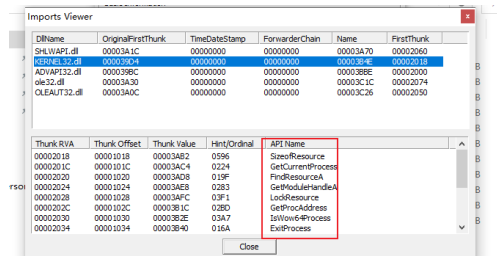 Imports Viewer
DllName OriginalFirstThunk TimeDateStamp ForwarderChain Name FirstThunk
SHLWAPI.dll 00003A1C 00000000 00000000 00003A70 00002060
KERNEL32.dll 000039D4 00000000 00000000 00003B4E 00002018
ADVAPI32.dll 000039BC 00000000 00000000 00003BBE 00002000
ole32.dll 00003A30 00000000 00000000 00003C1C 00002074
OLEAUT32.dll 00003A0C 00000000 00000000 00003C26 00002050
Thunk RVA Thunk Offset Thunk Value Hint/Ordinal API Name
00002018 00001018 00003AB2 0596 SizeofResource
0000201C 0000101C 00003AC4 0224 GetCurrentProcess
00002020 00001020 00003AD8 019F FindResourceA
00002024 00001024 00003AE8 0283 GetModuleHandleA
00002028 00001028 00003AFC 03F1 LockResource
0000202C 0000102C 00003B1C 02BD GetProcAddress
00002030 00001030 00003B2E 03A7 IsWow64Process
00002034 00001034 00003B40 016A ExitProcess
Close